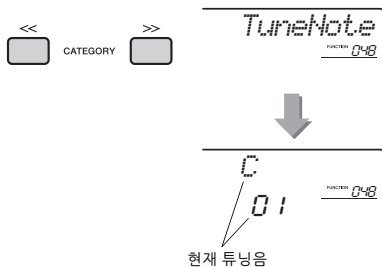 << CATEGORY >>
TuneNote
FUNCTION 048
C
01
FUNCTION 048
현재 튜닝음